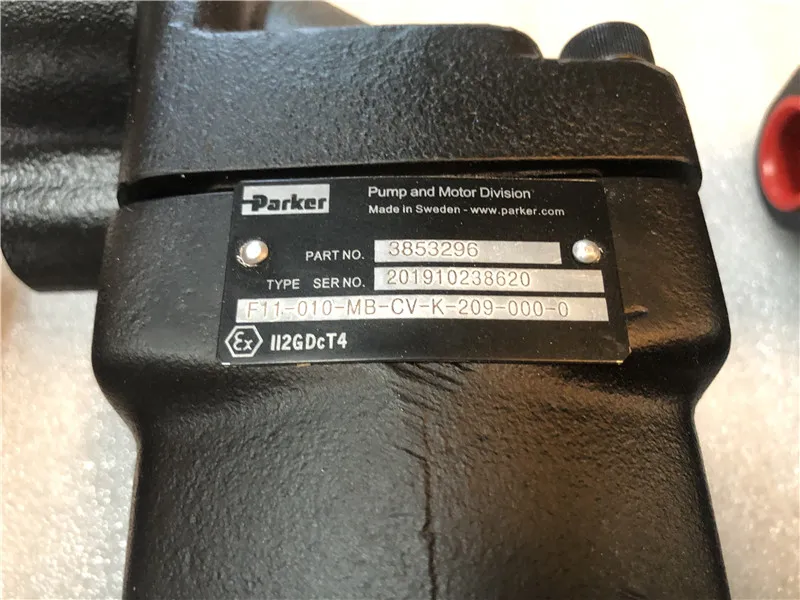 Parker
Pump and Motor Division
Made in Sweden - www.parker.com
PART NO. 3853296
TYPE SER NO. 201910238620
F11-010-MB-CV-K-209-000-0
Ex II2GDcT4